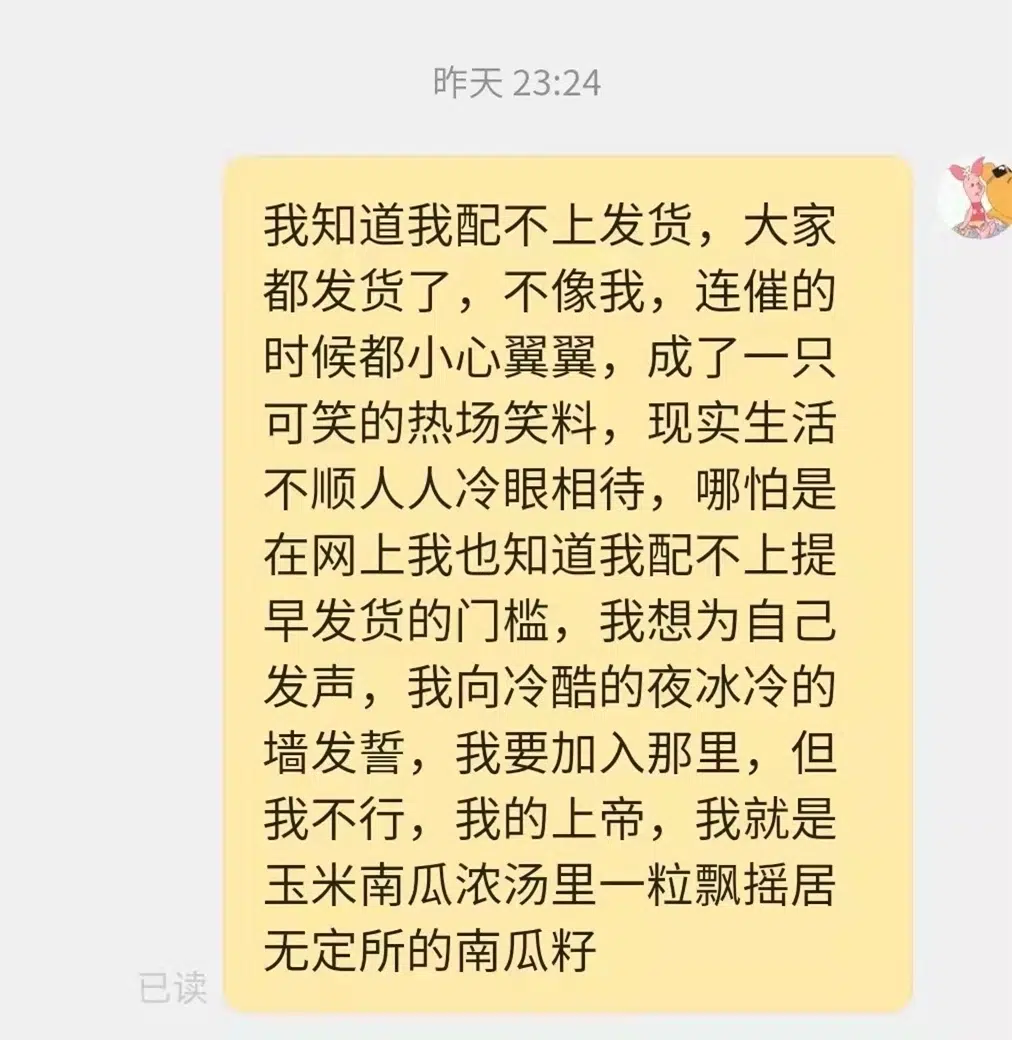 昨天 23:24
我知道我配不上发货，大家
都发货了，不像我，连催的
时候都小心翼翼，成了一只
可笑的热场笑料，现实生活
不顺人人冷眼相待，哪怕是
在网上我也知道我配不上提
早发货的门槛，我想为自己
发声，我向冷酷的夜冰冷的
墙发誓，我要加入那里，但
我不行，我的上帝，我就是
玉米南瓜浓汤里一粒飘摇居
无定所的南瓜籽
已读